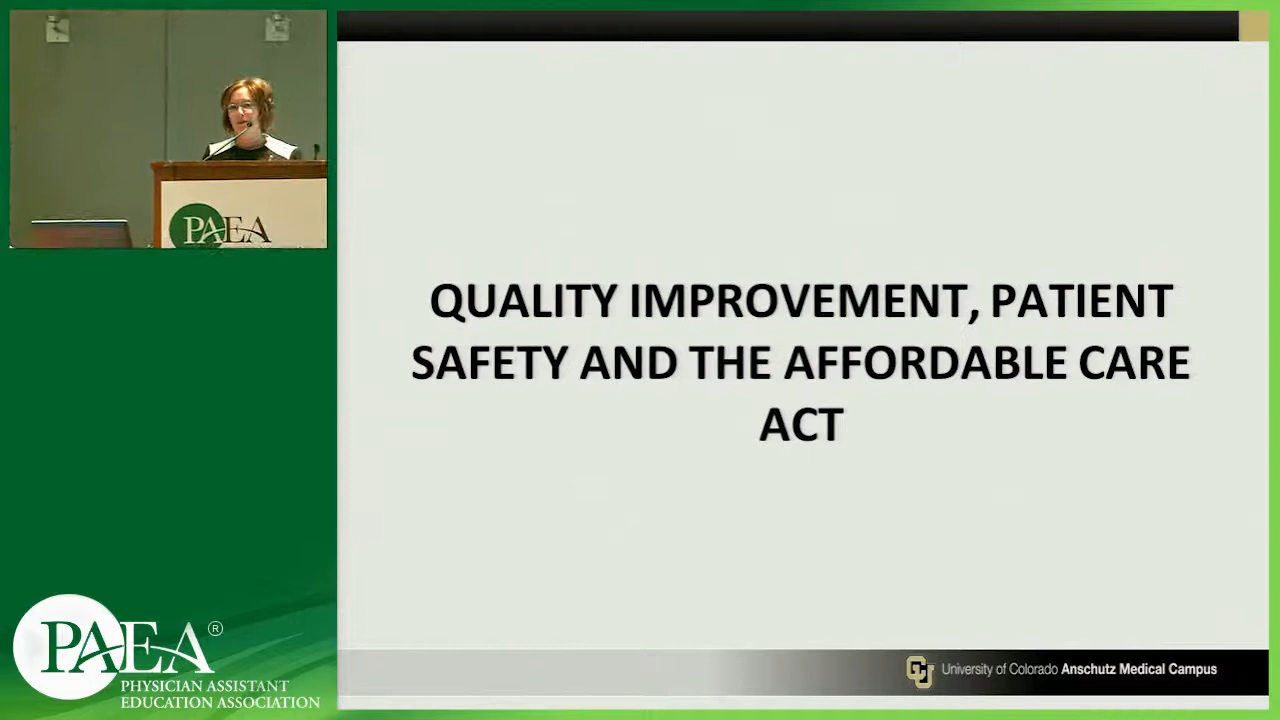 PAEA
QUALITY IMPROVEMENT, PATIENT
SAFETY AND THE AFFORDABLE CARE
ACT
PAEA®
PHYSICIAN ASSISTANT
EDUCATION ASSOCIATION
CU University of Colorado Anschutz Medical Campus